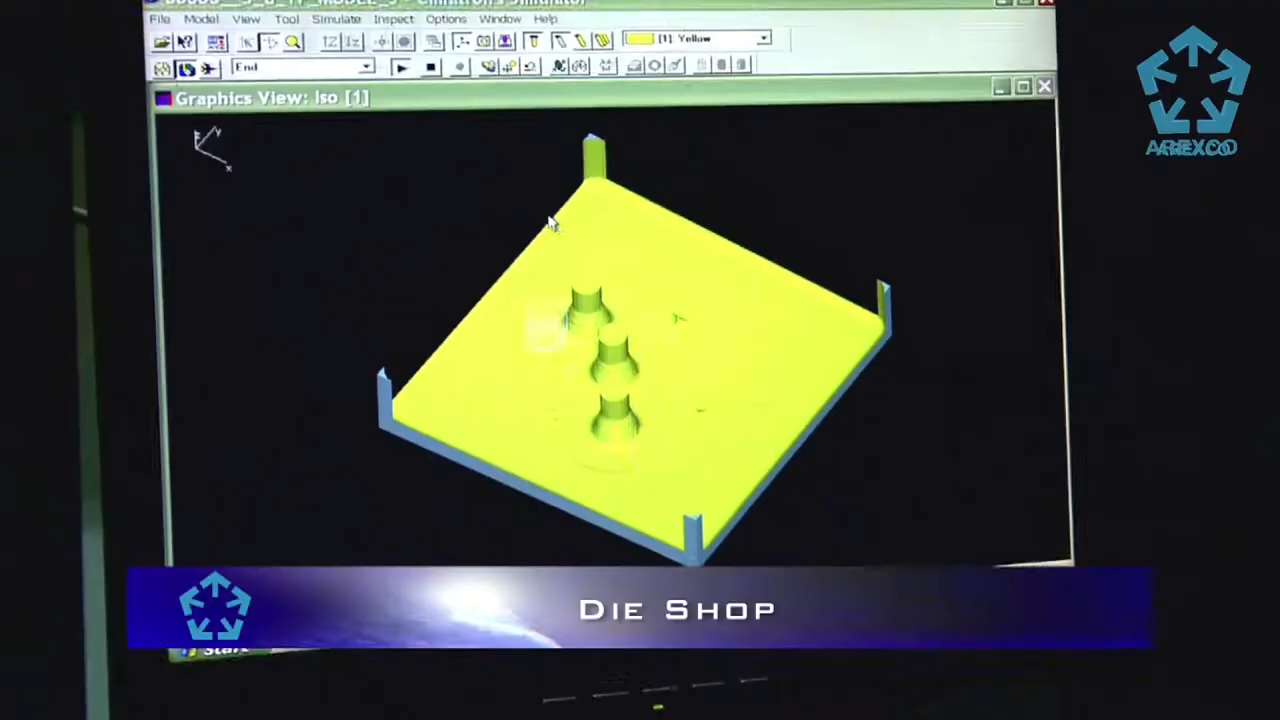 File Model View Tool Simulate Inspect Options Window Help
[1] Yellow
End
Graphics View: Iso [1]
z y
x
AREXCO
DIE SHOP
Start